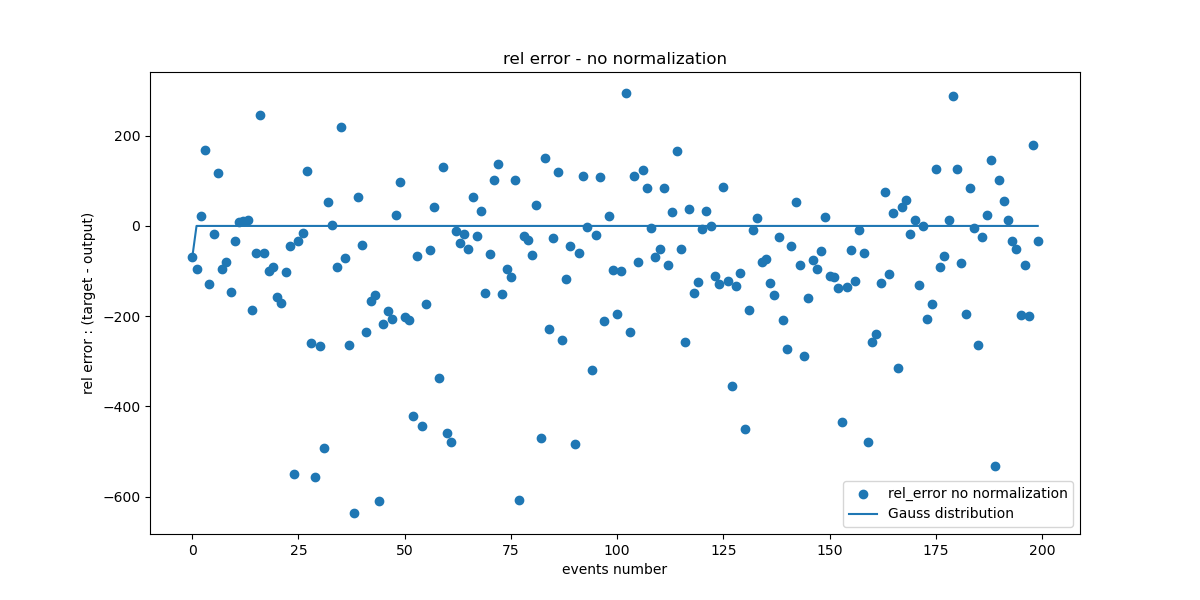 rel error - no normalization
rel error : (target - output)
200
0
−200
−400
−600
0
25
50
75
100
125
150
175
200
events number
rel_error no normalization
Gauss distribution